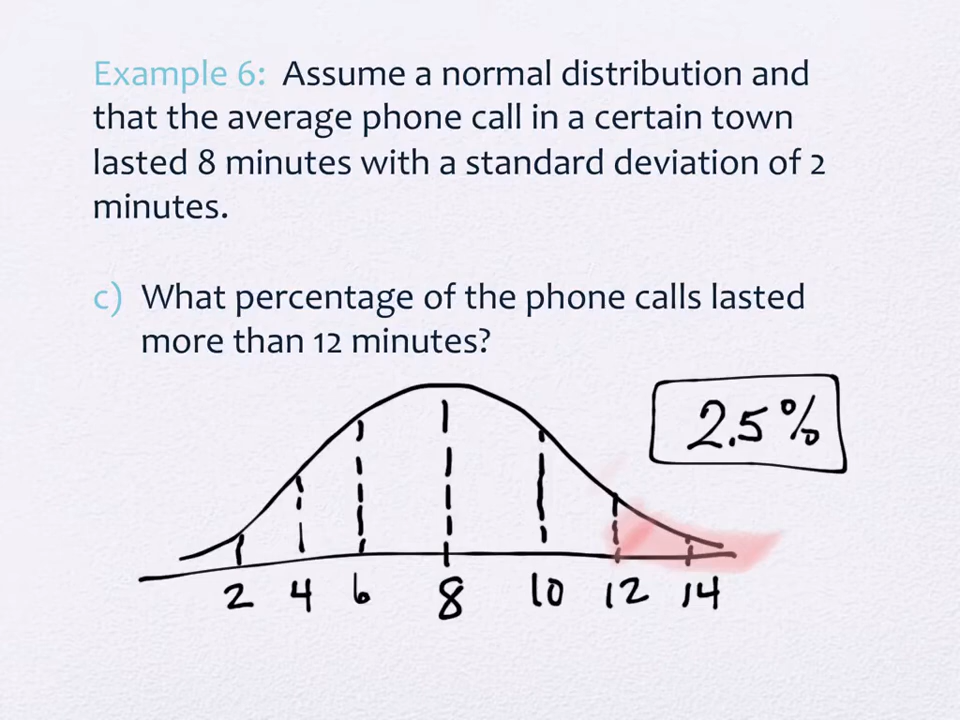 Example 6: Assume a normal distribution and
that the average phone call in a certain town
lasted 8 minutes with a standard deviation of 2
minutes.
c) What percentage of the phone calls lasted
more than 12 minutes?
2.5%
2 4 6 8 10 12 14